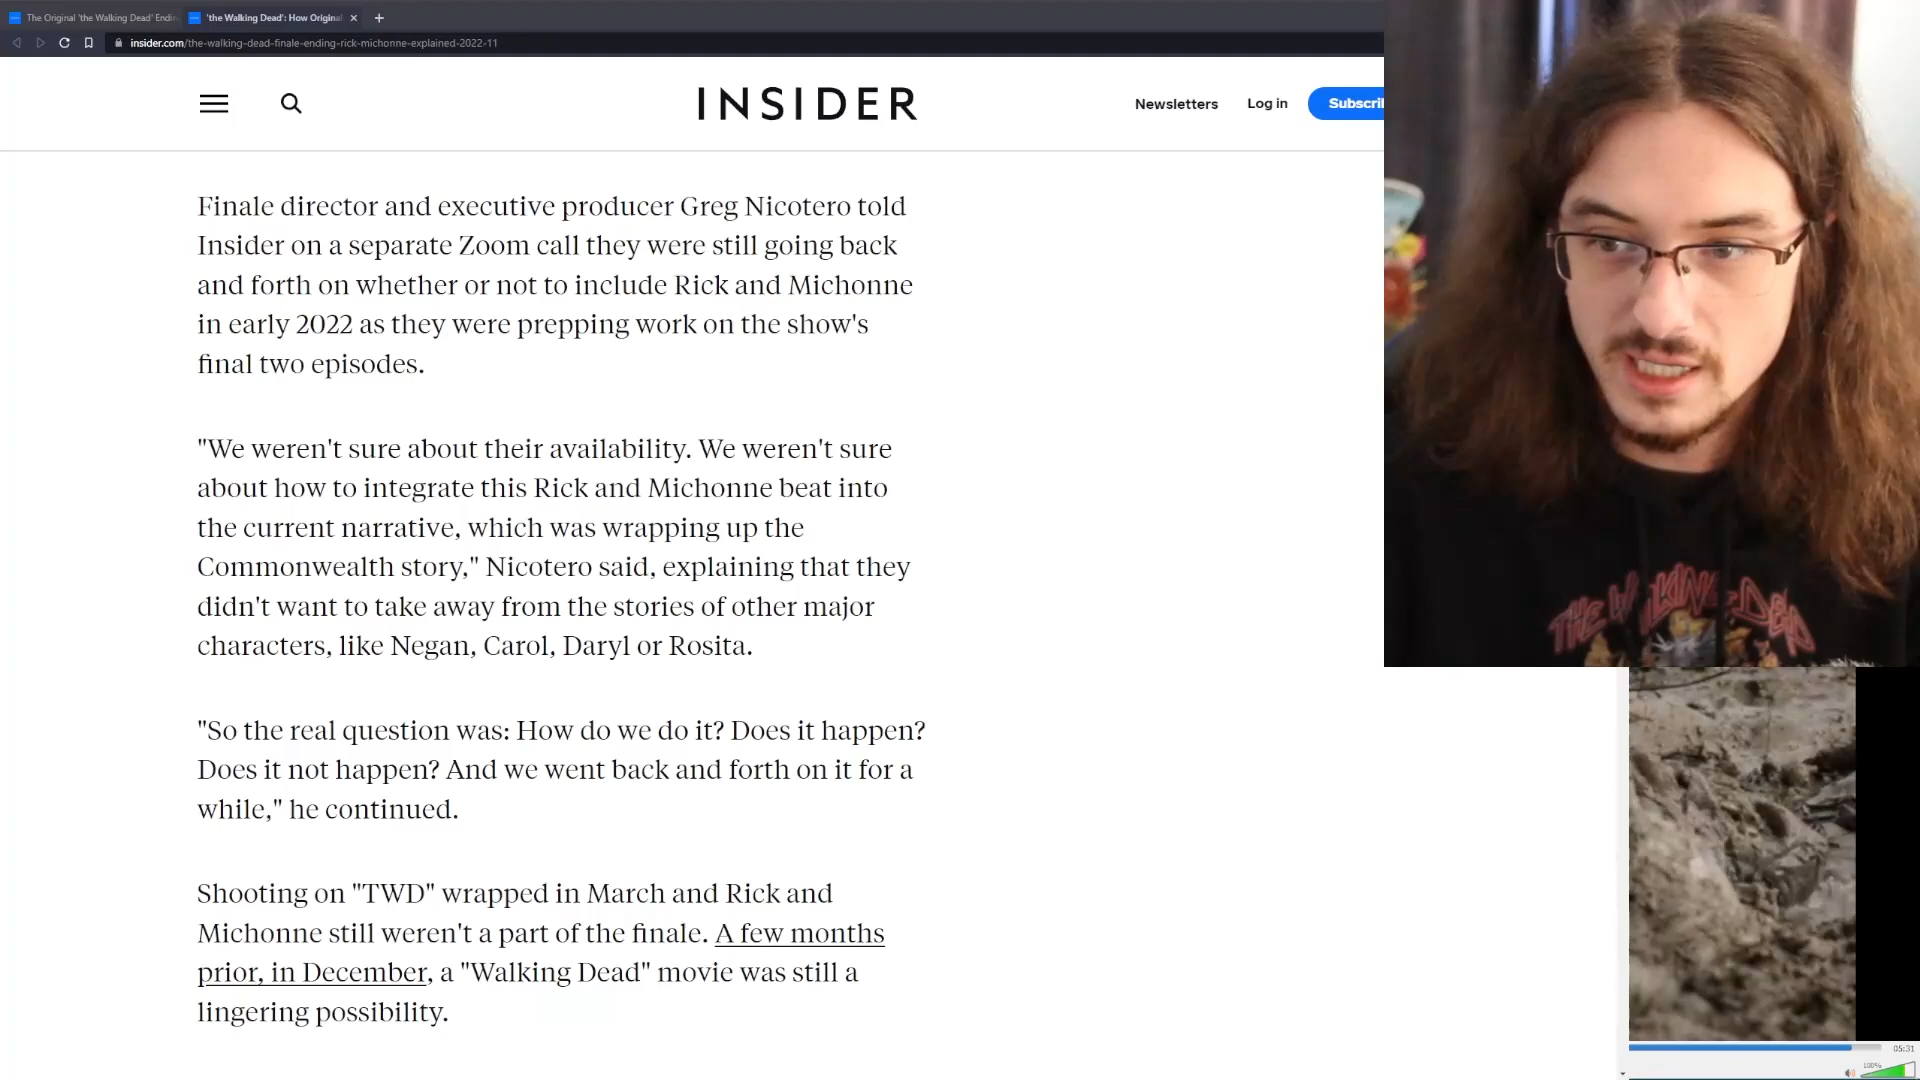 The Original 'the Walking Dead' Endin
'the Walking Dead': How Original
insider.com/the-walking-dead-finale-ending-rick-michonne-explained-2022-11
INSIDER
Newsletters
Log in
Subscri
Finale director and executive producer Greg Nicotero told
Insider on a separate Zoom call they were still going back
and forth on whether or not to include Rick and Michonne
in early 2022 as they were prepping work on the show's
final two episodes.
"We weren't sure about their availability. We weren't sure
about how to integrate this Rick and Michonne beat into
the current narrative, which was wrapping up the
Commonwealth story," Nicotero said, explaining that they
didn't want to take away from the stories of other major
characters, like Negan, Carol, Daryl or Rosita.
"So the real question was: How do we do it? Does it happen?
Does it not happen? And we went back and forth on it for a
while," he continued.
Shooting on "TWD" wrapped in March and Rick and
Michonne still weren't a part of the finale. A few months
prior, in December, a "Walking Dead" movie was still a
lingering possibility.
THE WALKING DEAD
05:31
100%